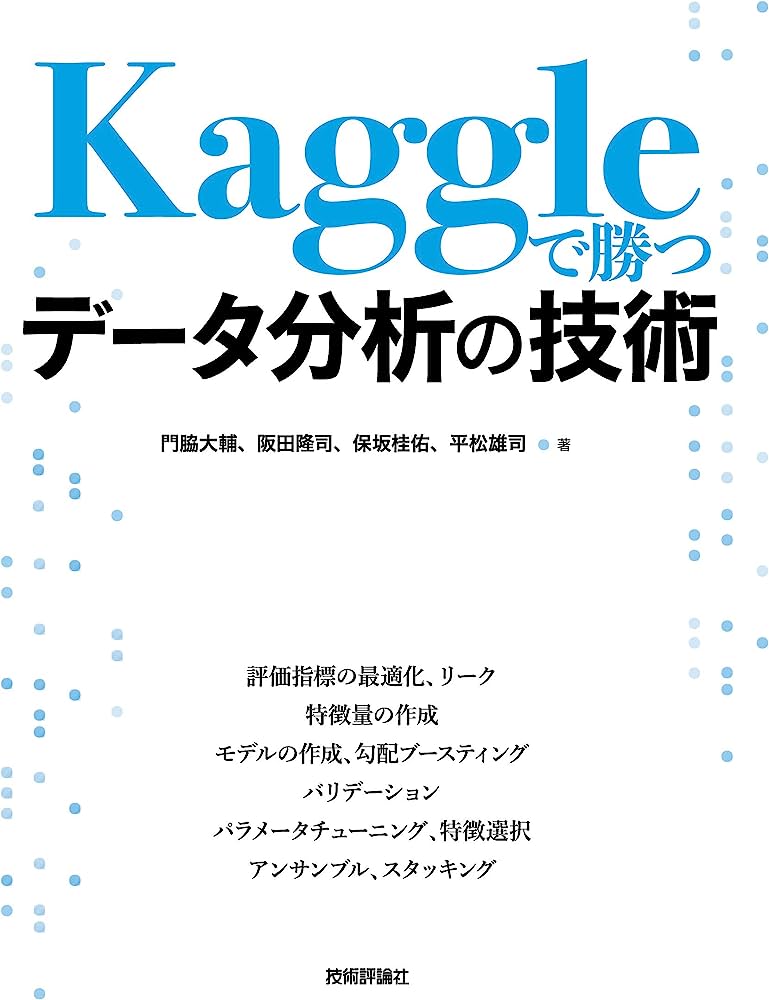 Kaggleで勝つ
データ分析の技術
門脇大輔、阪田隆司、保坂桂佑、平松雄司 ● 著
評価指標の最適化、リーク
特徴量の作成
モデルの作成、勾配ブースティング
バリデーション
パラメータチューニング、特徴選択
アンサンブル、スタッキング
技術評論社